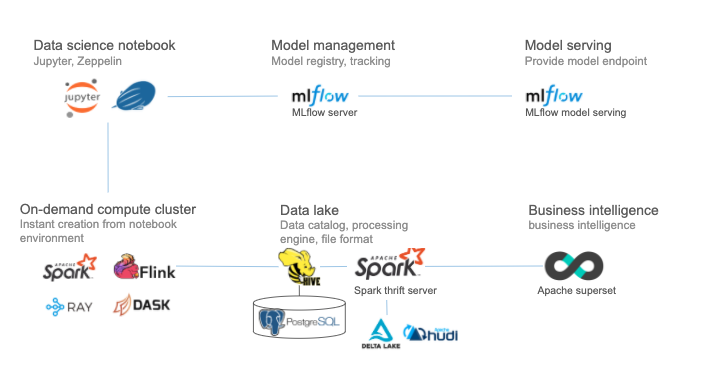 Data science notebook
Jupyter, Zeppelin
jupyter
Model management
Model registry, tracking
mlflow
MLflow server
Model serving
Provide model endpoint
mlflow
MLflow model serving
On-demand compute cluster
Instant creation from notebook
environment
APACHE
Spark
Flink
RAY
DASK
Data lake
Data catalog, processing
engine, file format
HIVE
APACHE
Spark
Spark thrift server
PostgreSQL
DELTA LAKE
hudi
Business intelligence
business intelligence
Apache superset